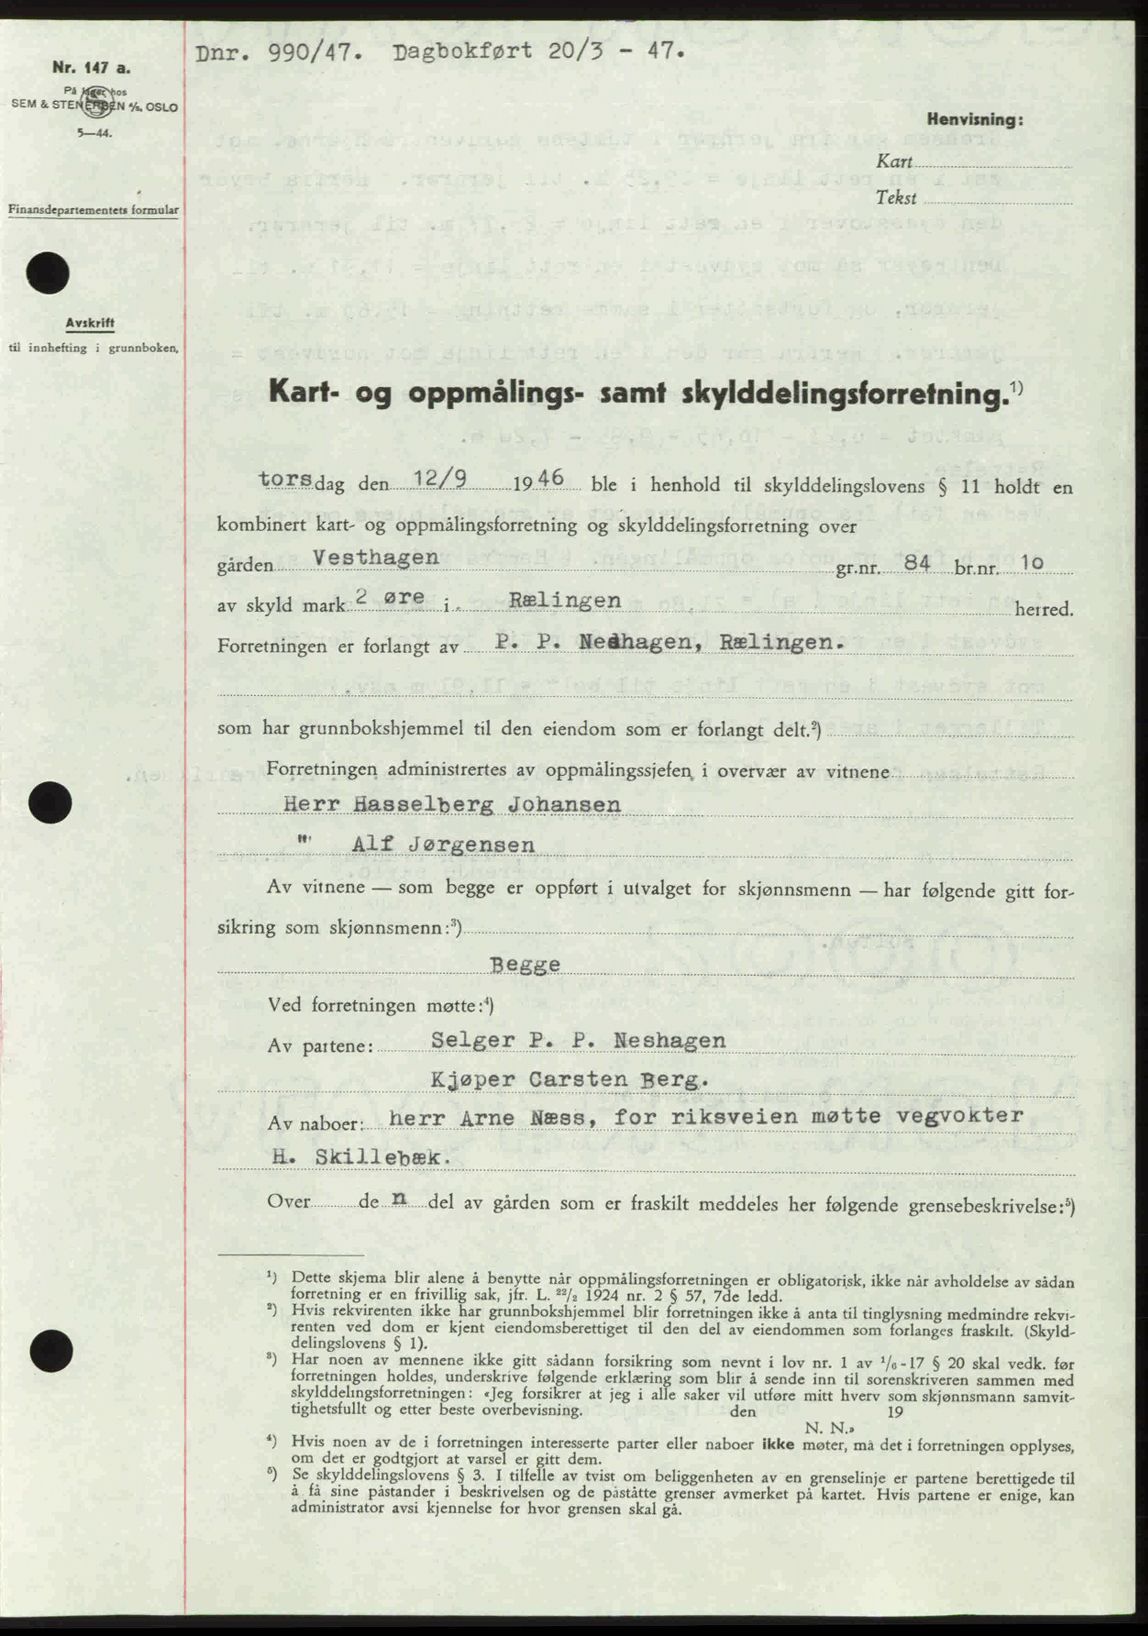 Dnr. 990/47. Dagbokført 20/3 - 47.
Nr. 147 a.
På lager hos
SEM & STENERSEN A/S, OSLO
5—44.
Henvisning:
Kart
Tekst
Finansdepartementets formular
Avskrift
til innhefting i grunnboken.
Kart- og oppmålings- samt skylddelingsforretning.¹)
torsdag den 12/9 1946 ble i henhold til skylddelingslovens § 11 holdt en
kombinert kart- og oppmålingsforretning og skylddelingsforretning over
gården Vesthagen gr.nr. 84 br.nr. 10
av skyld mark 2 øre i Rælingen herred.
Forretningen er forlangt av P. P. Nedhagen, Rælingen.
som har grunnbokshjemmel til den eiendom som er forlangt delt.²)
Forretningen administrertes av oppmålingssjefen i overvær av vitnene
Herr Hasselberg Johansen
"' Alf Jørgensen
Av vitnene — som begge er oppført i utvalget for skjønnsmenn — har følgende gitt for-
sikring som skjønnsmenn:³)
Begge
Ved forretningen møtte:⁴)
Av partene: Selger P. P. Neshagen
Kjøper Carsten Berg.
Av naboer: herr Arne Næss, for riksveien møtte vegvokter
H. Skillebæk.
Over de n del av gården som er fraskilt meddeles her følgende grensebeskrivelse:⁵)
¹) Dette skjema blir alene å benytte når oppmålingsforretningen er obligatorisk, ikke når avholdelse av sådan
forretning er en frivillig sak, jfr. L. 22/2 1924 nr. 2 § 57, 7de ledd.
²) Hvis rekvirenten ikke har grunnbokshjemmel blir forretningen ikke å anta til tinglysning medmindre rekvi-
renten ved dom er kjent eiendomsberettiget til den del av eiendommen som forlanges fraskilt. (Skyld-
delingslovens § 1).
³) Har noen av mennene ikke gitt sådann forsikring som nevnt i lov nr. 1 av 1/6-17 § 20 skal vedk. før
forretningen holdes, underskrive følgende erklæring som blir å sende inn til sorenskriveren sammen med
skylddelingsforretningen: «Jeg forsikrer at jeg i alle saker vil utføre mitt hverv som skjønnsmann samvit-
tighetsfullt og etter beste overbevisning. den 19
N. N.»
⁴) Hvis noen av de i forretningen interesserte parter eller naboer ikke møter, må det i forretningen opplyses,
om det er godtgjort at varsel er gitt dem.
⁵) Se skylddelingslovens § 3. I tilfelle av tvist om beliggenheten av en grenselinje er partene berettigede til
å få sine påstander i beskrivelsen og de påståtte grenser avmerket på kartet. Hvis partene er enige, kan
administrator avsi kjennelse for hvor grensen skal gå.